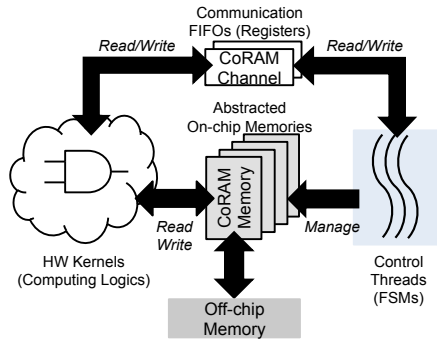 Communication
FIFOs (Registers)
Read/Write
Read/Write
CoRAM
Channel
Abstracted
On-chip Memories
CoRAM
Memory
Read
Write
Manage
HW Kernels
(Computing Logics)
Control
Threads
(FSMs)
Off-chip
Memory